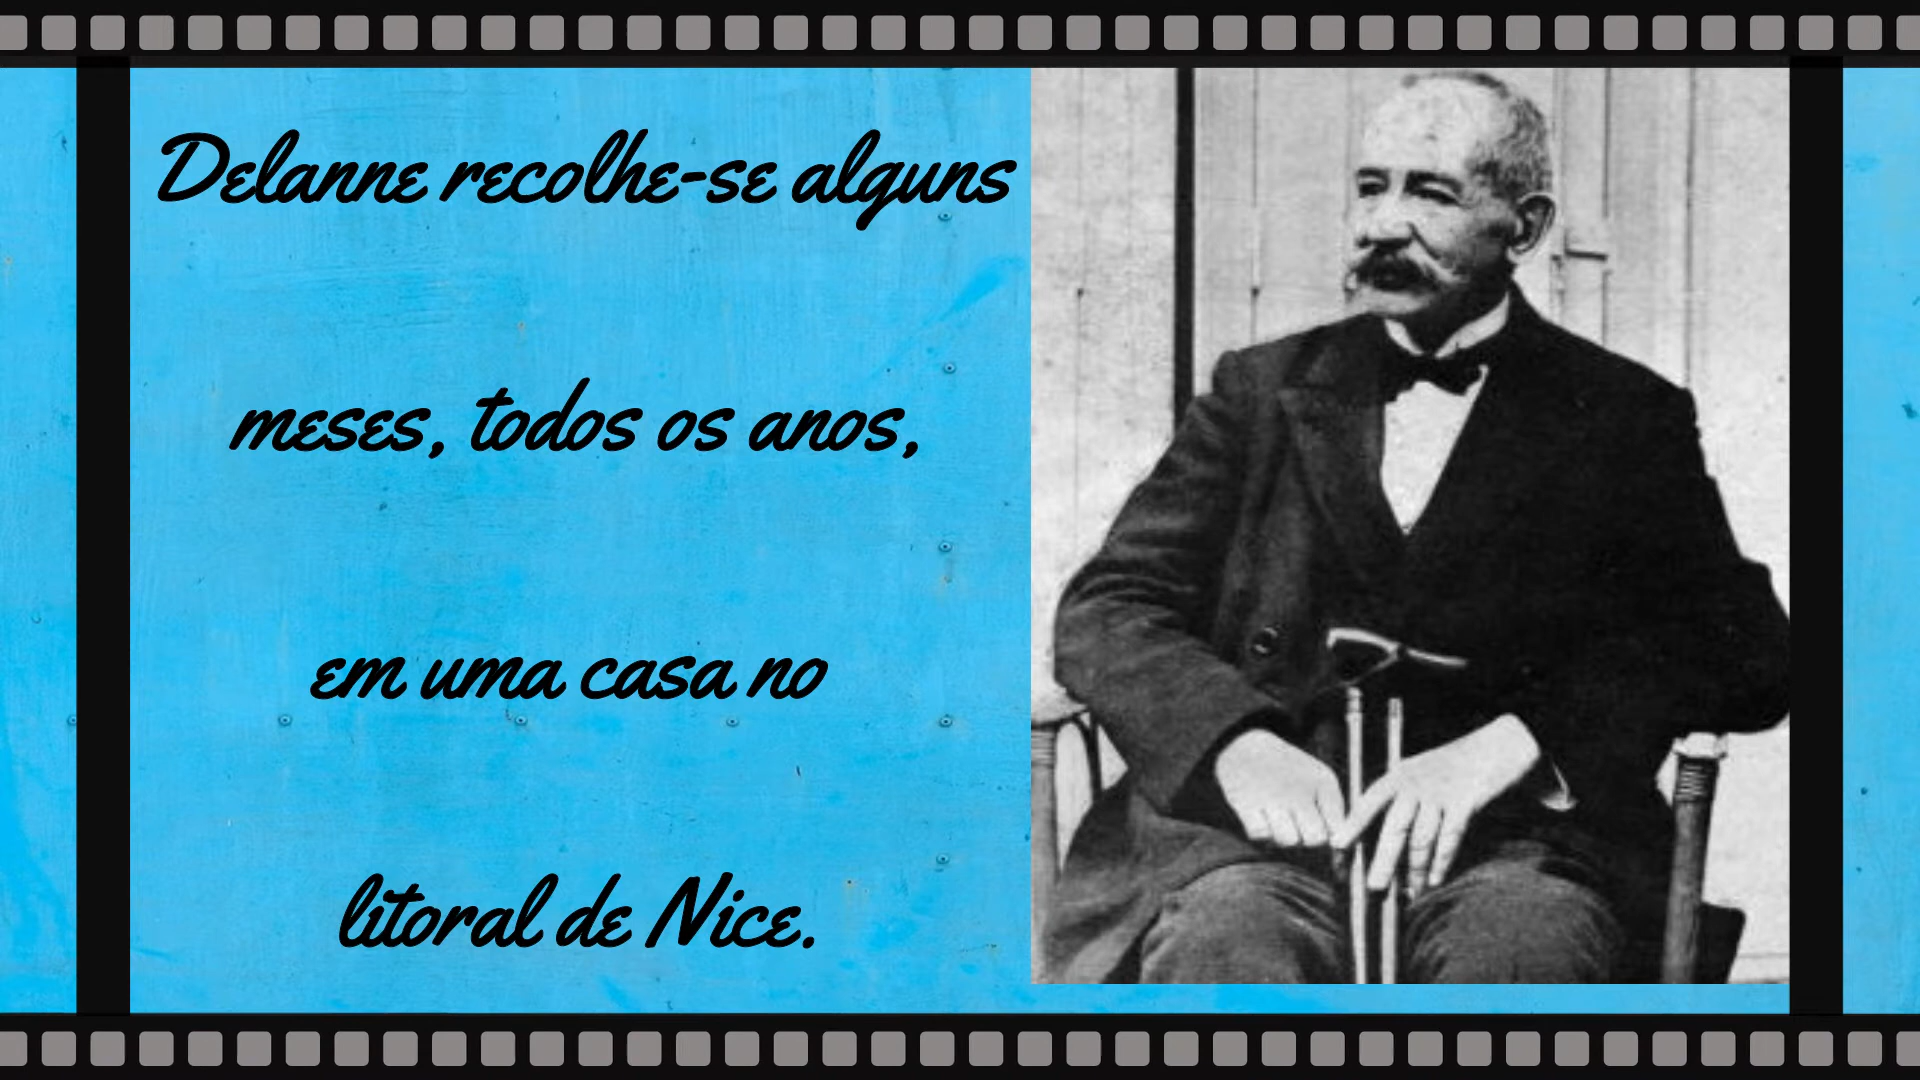 Delanne recolhe-se alguns
meses, todos os anos,
em uma casa no
litoral de Nice.